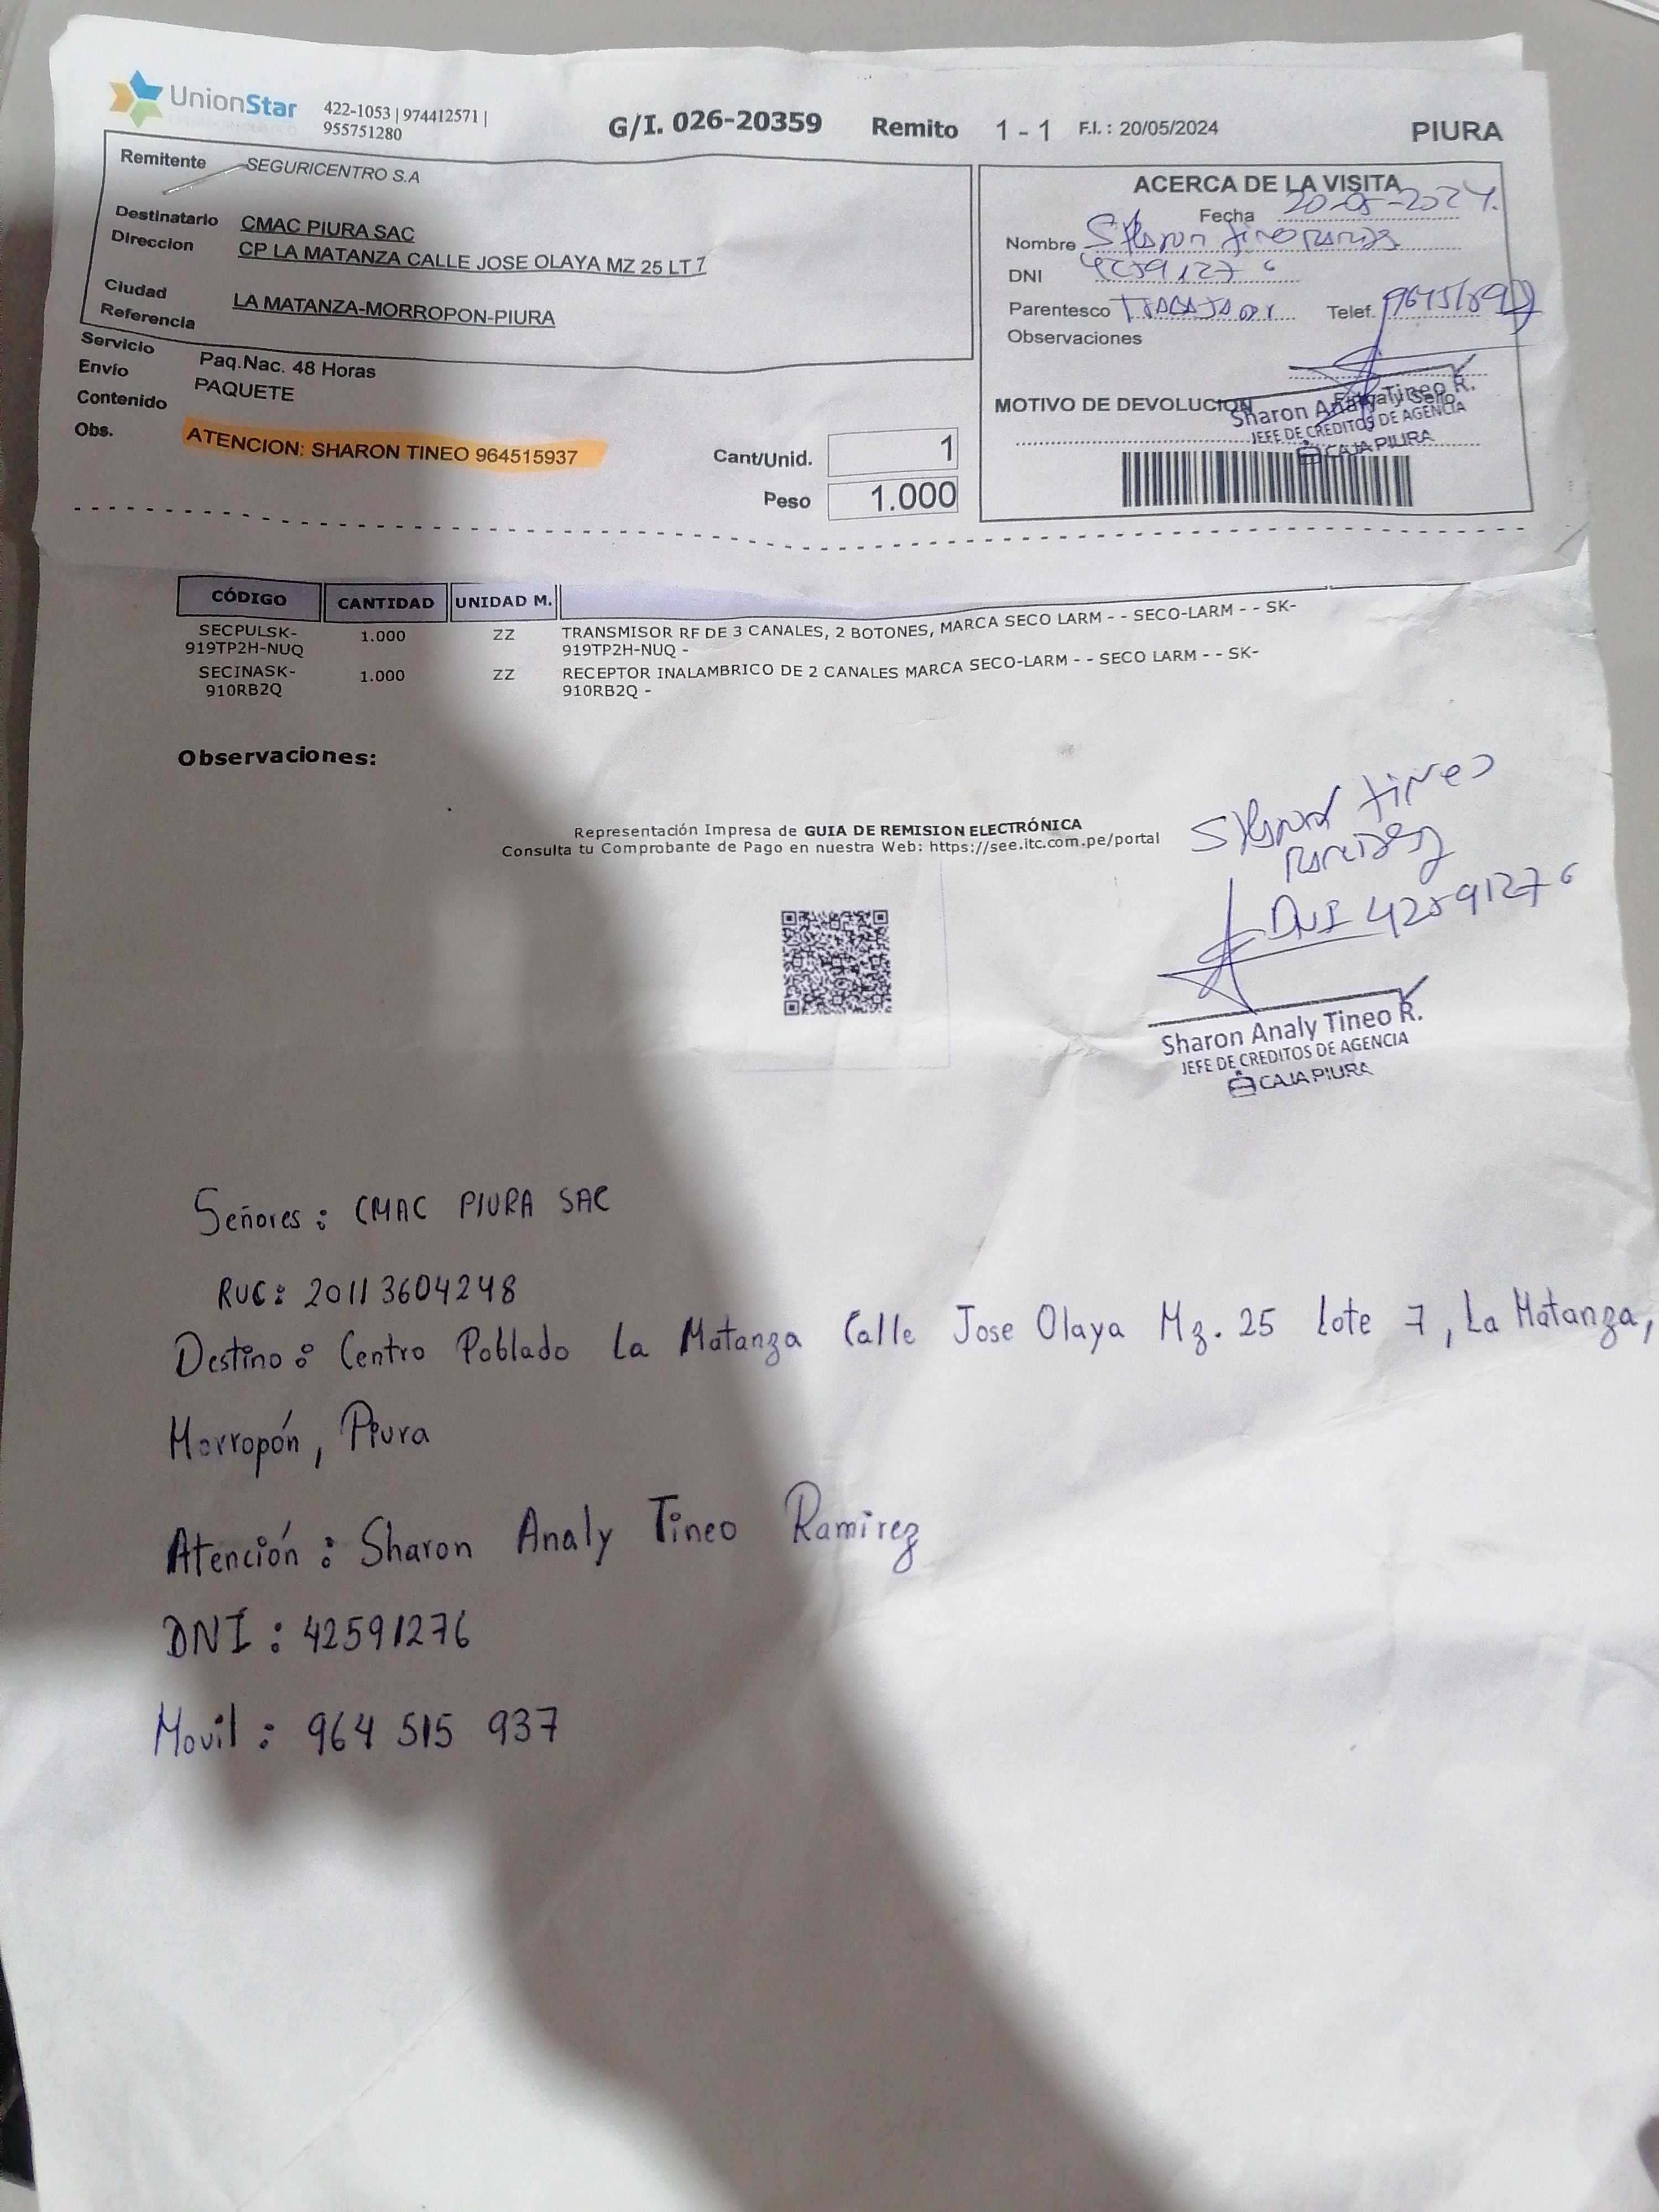 UnionStar
422-1053 | 974412571 |
955751280
G/I. 026-20359 Remito 1 - 1 F.I. : 20/05/2024 PIURA
Remitente SEGURICENTRO S.A
Destinatario CMAC PIURA SAC
Direccion CP LA MATANZA CALLE JOSE OLAYA MZ 25 LT 7
Ciudad LA MATANZA-MORROPON-PIURA
Referencia
Servicio Paq.Nac. 48 Horas
Envío PAQUETE
Contenido
Obs. ATENCION: SHARON TINEO 964515937
Cant/Unid. 1
Peso 1.000
ACERCA DE LA VISITA
Fecha 20-05-2024.
Nombre Sharon Tineo
DNI 42591276
Parentesco Trabajador Telef.
Observaciones
MOTIVO DE DEVOLUCION
Sharon Analy Tineo R.
JEFE DE CREDITOS DE AGENCIA
CAJA PIURA
CÓDIGO CANTIDAD UNIDAD M.
SECPULSK-
919TP2H-NUQ 1.000 ZZ TRANSMISOR RF DE 3 CANALES, 2 BOTONES, MARCA SECO LARM - - SECO-LARM - - SK-
919TP2H-NUQ -
SECINASK-
910RB2Q 1.000 ZZ RECEPTOR INALAMBRICO DE 2 CANALES MARCA SECO-LARM - - SECO LARM - - SK-
910RB2Q -
Observaciones:
Representación Impresa de GUIA DE REMISION ELECTRÓNICA
Consulta tu Comprobante de Pago en nuestra Web: https://see.itc.com.pe/portal
Sharon Tineo
DNI 42591276
Sharon Analy Tineo R.
JEFE DE CREDITOS DE AGENCIA
CAJA PIURA
Señores : CMAC PIURA SAC
RUC: 20113604248
Destino : Centro Poblado La Matanza Calle Jose Olaya Mz. 25 Lote 7, La Matanza,
Morropón, Piura
Atención : Sharon Analy Tineo Ramirez
DNI : 42591276
Movil : 964 515 937